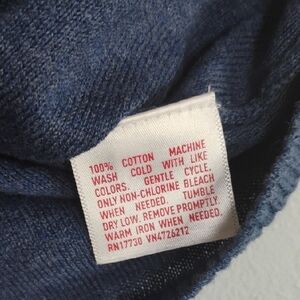 100% COTTON MACHINE
WASH COLD WITH LIKE
COLORS. GENTLE CYCLE.
ONLY NON-CHLORINE BLEACH
WHEN NEEDED. TUMBLE
DRY LOW. REMOVE PROMPTLY.
WARM IRON WHEN NEEDED.
RN17730 VN4726212